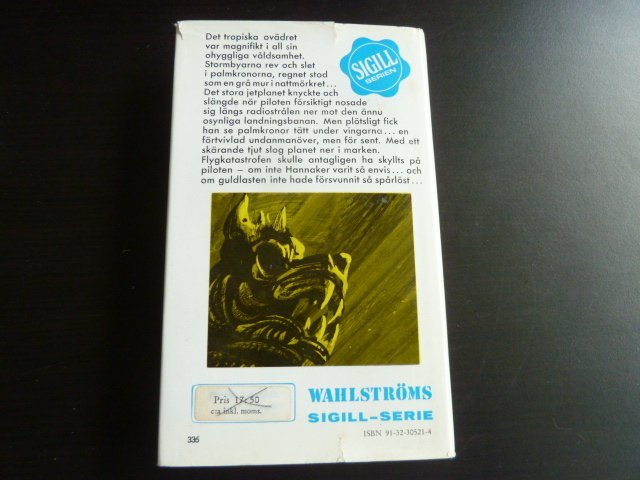 Det tropiska ovädret
var magnifikt i all sin
ohyggliga våldsamhet.
Stormbyarna rev och slet
i palmkronorna, regnet stod
som en grå mur i nattmörkret...
Det stora jetplanet knyckte och
slängde när piloten försiktigt nosade
sig längs radiostrålen ner mot den ännu
osynliga landningsbanan. Men plötsligt fick
han se palmkronor tätt under vingarna... en
förtvivlad undanmanöver, men för sent. Med ett
skärande tjut slog planet ner i marken.
Flygkatastrofen skulle antagligen ha skyllts på
piloten – om inte Hannaker varit så envis... och
om guldlasten inte hade försvunnit så spårlöst...
SIGILL
SERIEN
Pris 17:50
c:a inkl. moms.
WAHLSTRÖMS
SIGILL-SERIE
ISBN 91-32-30521-4
335